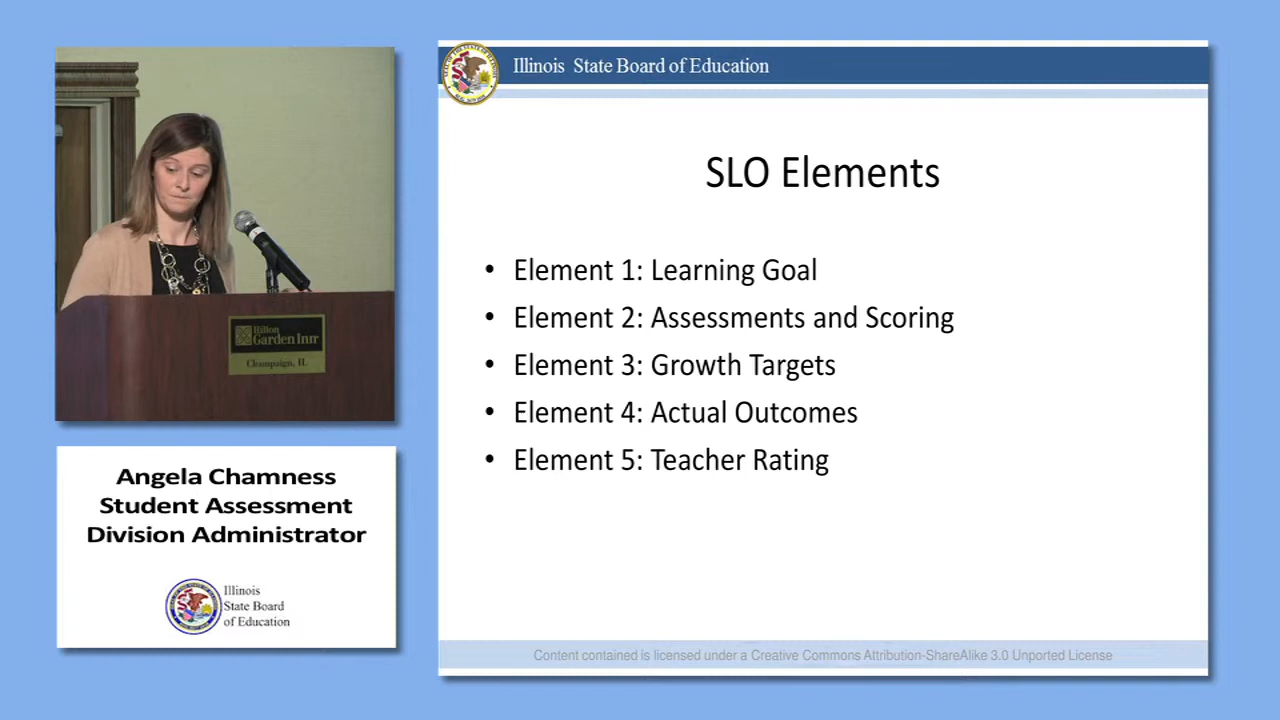 Illinois State Board of Education
SLO Elements
• Element 1: Learning Goal
• Element 2: Assessments and Scoring
• Element 3: Growth Targets
• Element 4: Actual Outcomes
• Element 5: Teacher Rating
Content contained is licensed under a Creative Commons Attribution-ShareAlike 3.0 Unported License
Hilton
Garden Inn
Champaign, IL
Angela Chamness
Student Assessment
Division Administrator
Illinois
State Board
of Education